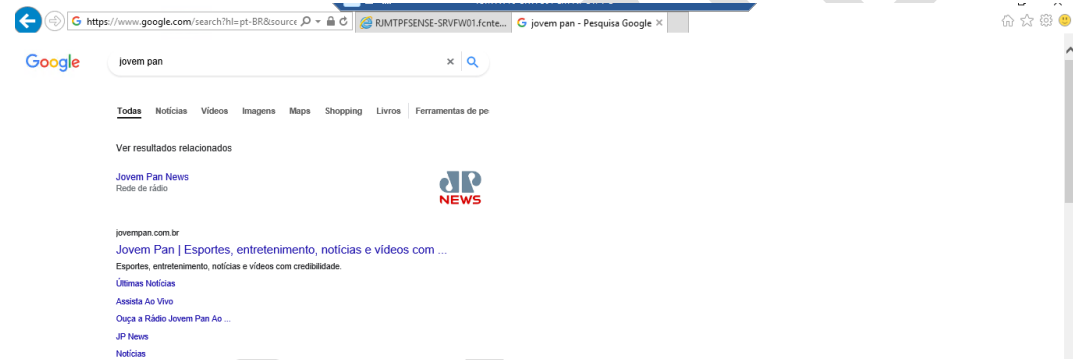 https://www.google.com/search?hl=pt-BR&source
RJMTPFSENSE-SRVFW01.fcnte...
jovem pan - Pesquisa Google
Google
jovem pan
Todas Notícias Vídeos Imagens Maps Shopping Livros Ferramentas de pe
Ver resultados relacionados
Jovem Pan News
Rede de rádio
JP
NEWS
jovempan.com.br
Jovem Pan | Esportes, entretenimento, notícias e vídeos com ...
Esportes, entretenimento, notícias e vídeos com credibilidade.
Últimas Notícias
Assista Ao Vivo
Ouça a Rádio Jovem Pan Ao ...
JP News
Notícias